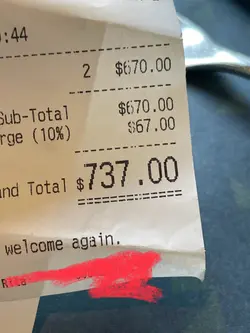 :44
2 $670.00
Sub-Total $670.00
rge (10%) $67.00
nd Total $737.00
welcome again.